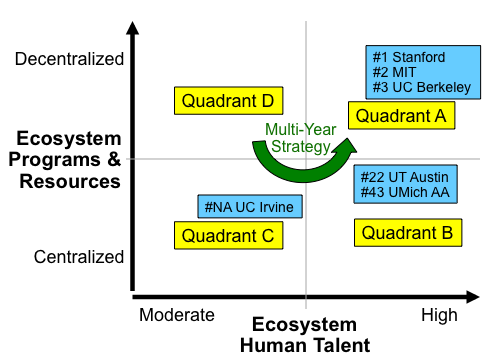 Decentralized
#1 Stanford
#2 MIT
#3 UC Berkeley
Quadrant D
Quadrant A
Multi-Year
Strategy
Ecosystem
Programs &
Resources
#22 UT Austin
#43 UMich AA
#NA UC Irvine
Quadrant C
Quadrant B
Centralized
Moderate
High
Ecosystem
Human Talent